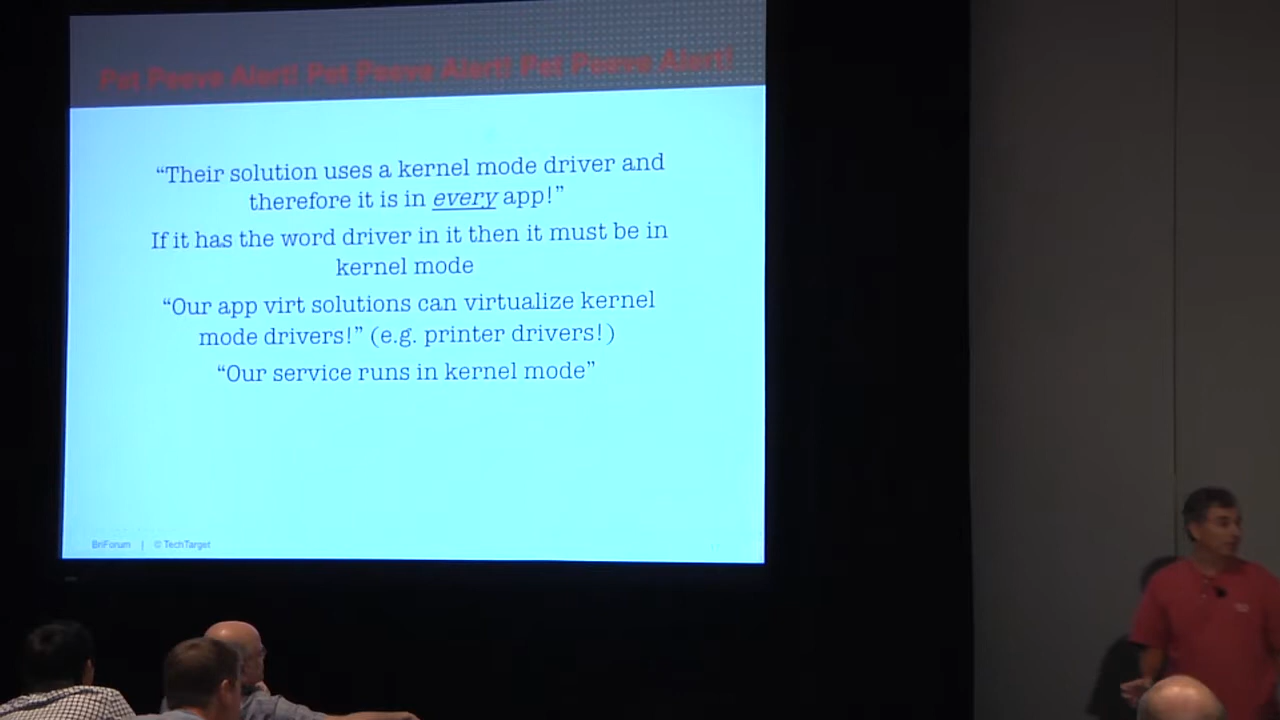 Pet Peeve Alert! Pet Peeve Alert! Pet Peeve Alert!
“Their solution uses a kernel mode driver and
therefore it is in every app!”
If it has the word driver in it then it must be in
kernel mode
“Our app virt solutions can virtualize kernel
mode drivers!” (e.g. printer drivers!)
“Our service runs in kernel mode”
BriForum | © TechTarget